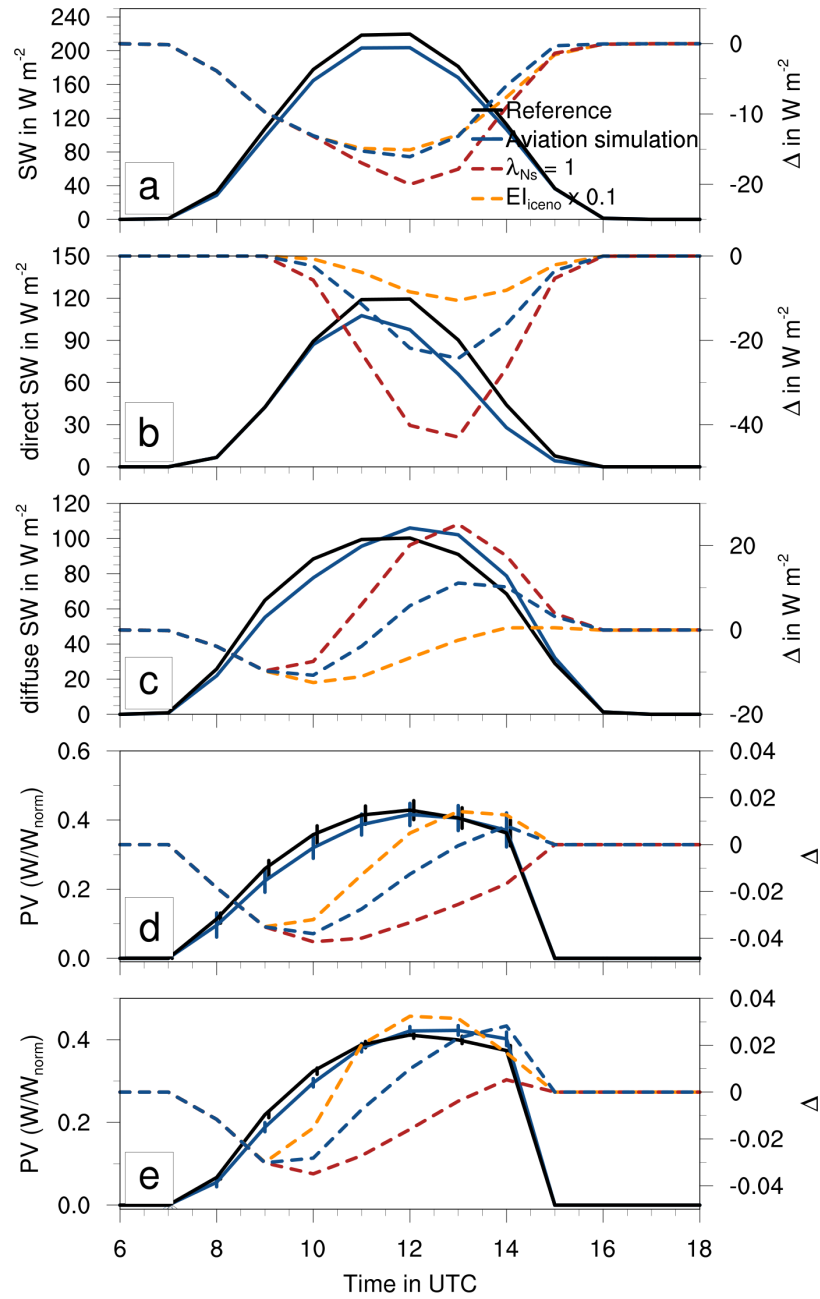 240
200
160
120
80
40
0
SW in W m-2
0
-10
-20
Δ in W m-2
Reference
Aviation simulation
λNs = 1
EIiceno x 0.1
a
150
120
90
60
30
0
direct SW in W m-2
0
-20
-40
Δ in W m-2
b
120
100
80
60
40
20
0
diffuse SW in W m-2
20
0
-20
Δ in W m-2
c
0.6
0.4
0.2
0.0
PV (W/Wnorm)
0.04
0.02
0
-0.02
-0.04
Δ
d
0.4
0.2
0.0
PV (W/Wnorm)
0.04
0.02
0
-0.02
-0.04
Δ
e
6 8 10 12 14 16 18
Time in UTC